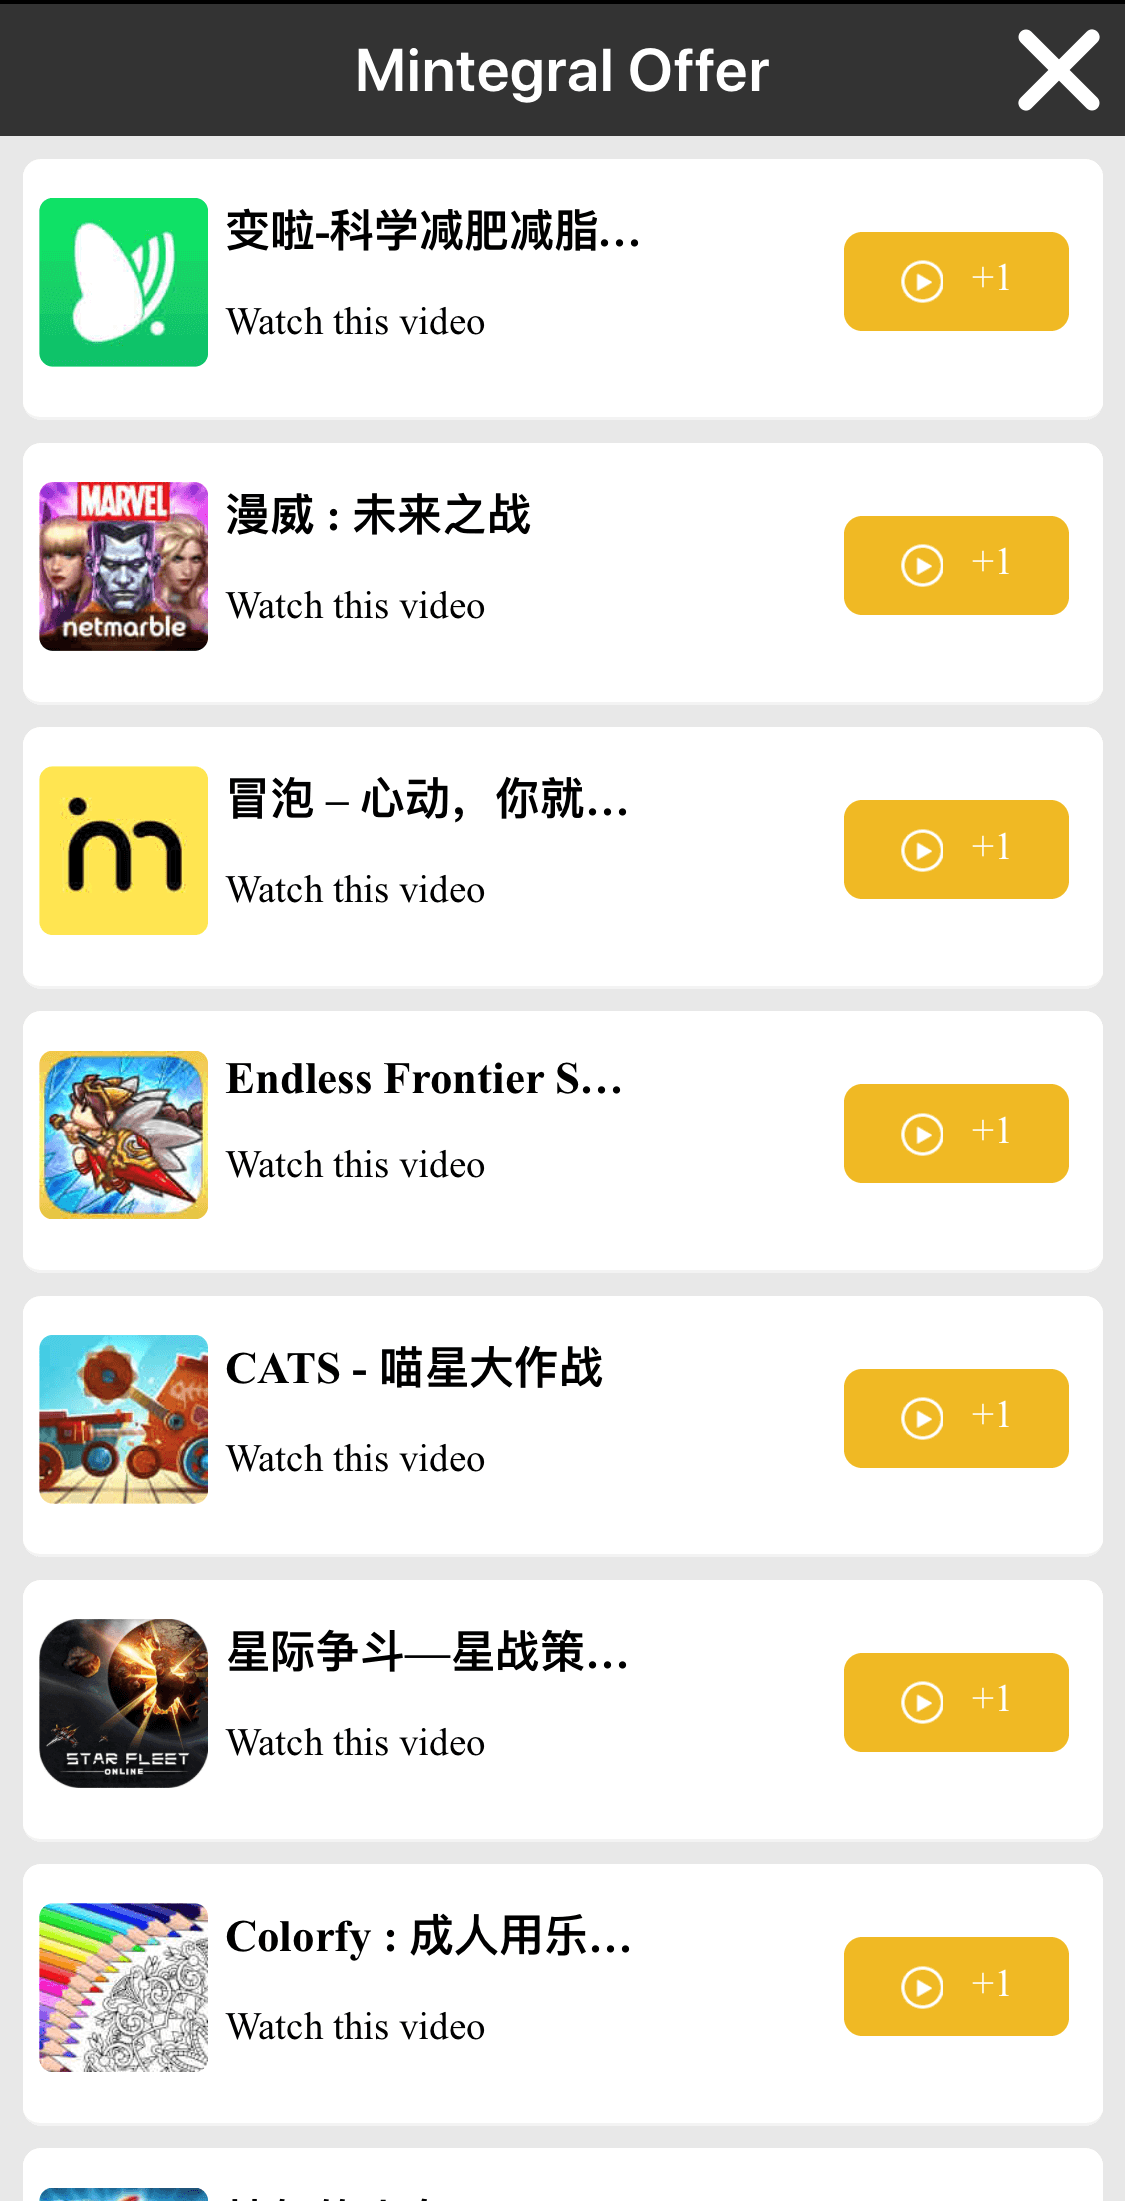 Mintegral Offer
变啦-科学减肥减脂...
Watch this video
+1
MARVEL
netmarble
漫威：未来之战
Watch this video
+1
冒泡 – 心动，你就...
Watch this video
+1
Endless Frontier S...
Watch this video
+1
CATS - 喵星大作战
Watch this video
+1
STAR FLEET
ONLINE
星际争斗—星战策...
Watch this video
+1
Colorfy : 成人用乐...
Watch this video
+1